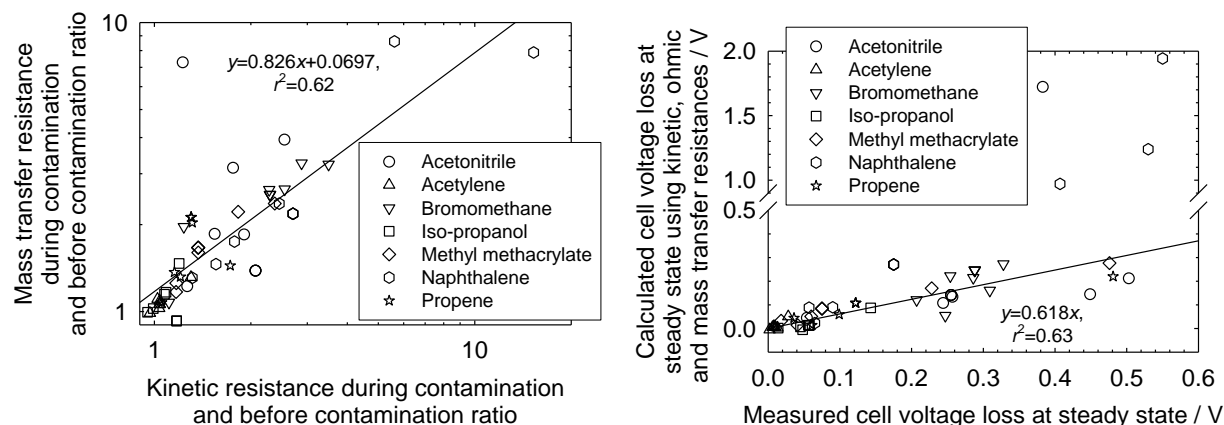 Mass transfer resistance
during contamination
and before contamination ratio
10
1
y=0.826x+0.0697,
r²=0.62
Acetonitrile
Acetylene
Bromomethane
Iso-propanol
Methyl methacrylate
Naphthalene
Propene
1
10
Kinetic resistance during contamination
and before contamination ratio
Calculated cell voltage loss at
steady state using kinetic, ohmic
and mass transfer resistances / V
2.0
1.5
1.0
0.5
0.0
Acetonitrile
Acetylene
Bromomethane
Iso-propanol
Methyl methacrylate
Naphthalene
Propene
y=0.618x,
r²=0.63
0.0 0.1 0.2 0.3 0.4 0.5 0.6
Measured cell voltage loss at steady state / V